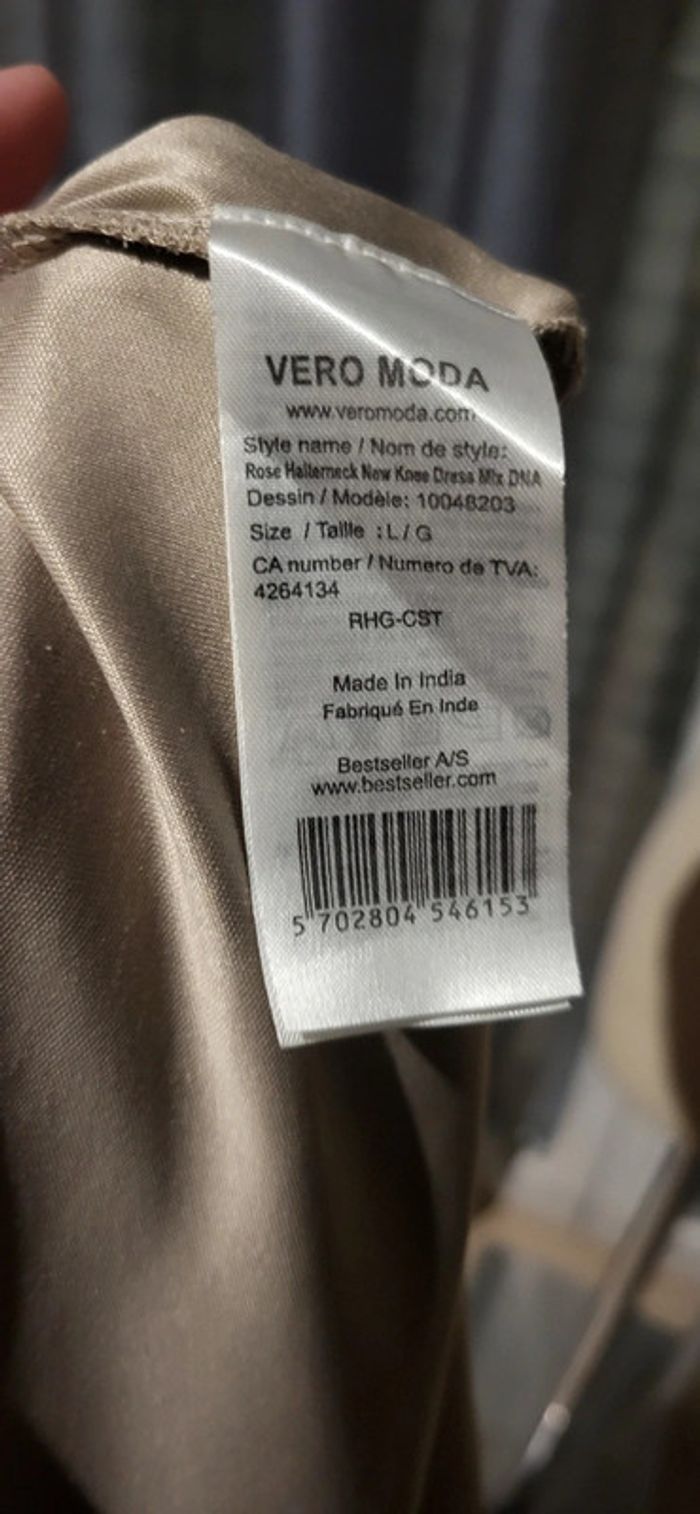 VERO MODA
www.veromoda.com
Style name / Nom de style:
Rose Halterneck New Knee Dress Mix DNA
Dessin / Modèle: 10048203
Size / Taille : L / G
CA number / Numero de TVA:
4264134
RHG-CST
Made In India
Fabriqué En Inde
Bestseller A/S
www.bestseller.com
5 702804 546153